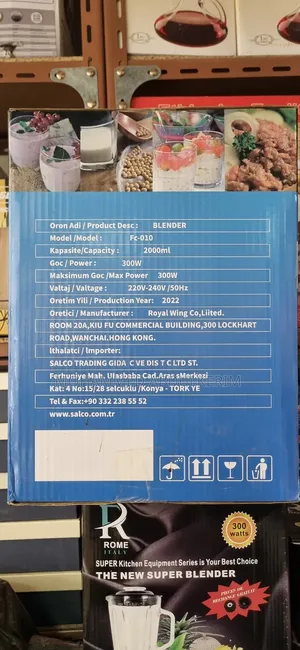 Oron Adi / Product Desc : BLENDER
Model /Model : Fc-010
Kapasite/Capacity : 2000ml
Goc / Power : 300W
Maksimum Goc /Max Power 300W
Valtaj / Valtage : 220V-240V /50Hz
Oretim Yili / Production Year: 2022
Oretici / Manufacturer : Royal Wing Co,Liited.
ROOM 20A,KIU FU COMMERCIAL BUILDING,300 LOCKHART
ROAD,WANCHAI.HONG KONG.
Ithalatci / Importer:
SALCO TRADING GIDA C VE DIS T C LTD ST.
Ferhuniye Mah. Ulasbaba Cad.Aras sMerkezi
Kat: 4 No:15/28 selcuklu /Konya - TORK YE
Tel & Fax:+90 332 238 55 52
www.salco.com.tr
R
ROME
ITALY
300
watts
SUPER Kitchen Equipment Series is Your Best Choice
THE NEW SUPER BLENDER